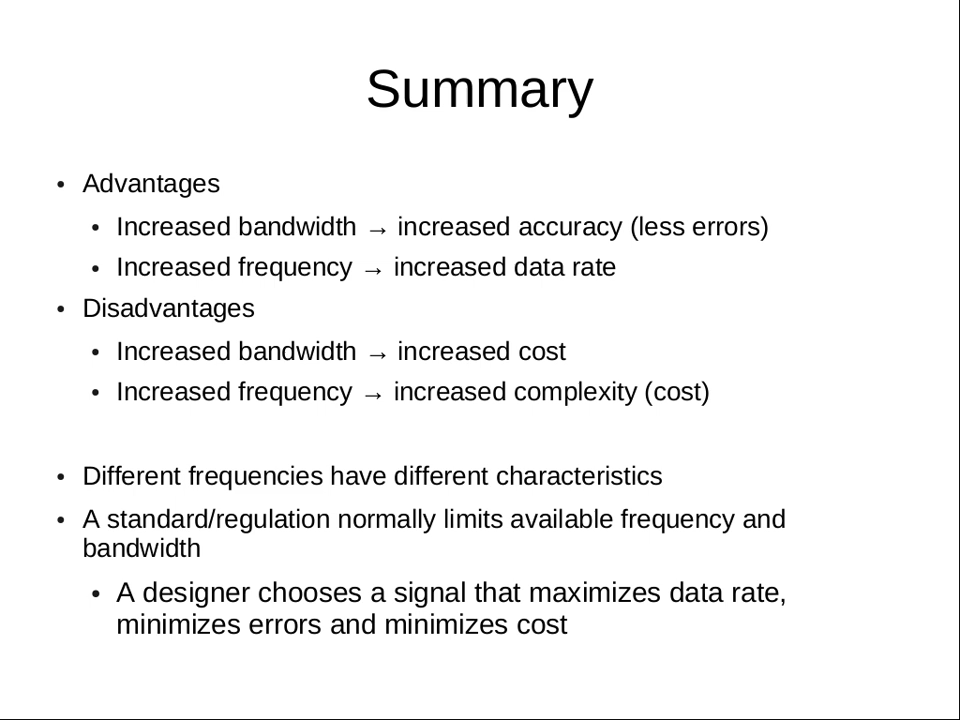 Summary
• Advantages
• Increased bandwidth → increased accuracy (less errors)
• Increased frequency → increased data rate
• Disadvantages
• Increased bandwidth → increased cost
• Increased frequency → increased complexity (cost)
• Different frequencies have different characteristics
• A standard/regulation normally limits available frequency and
bandwidth
• A designer chooses a signal that maximizes data rate,
minimizes errors and minimizes cost